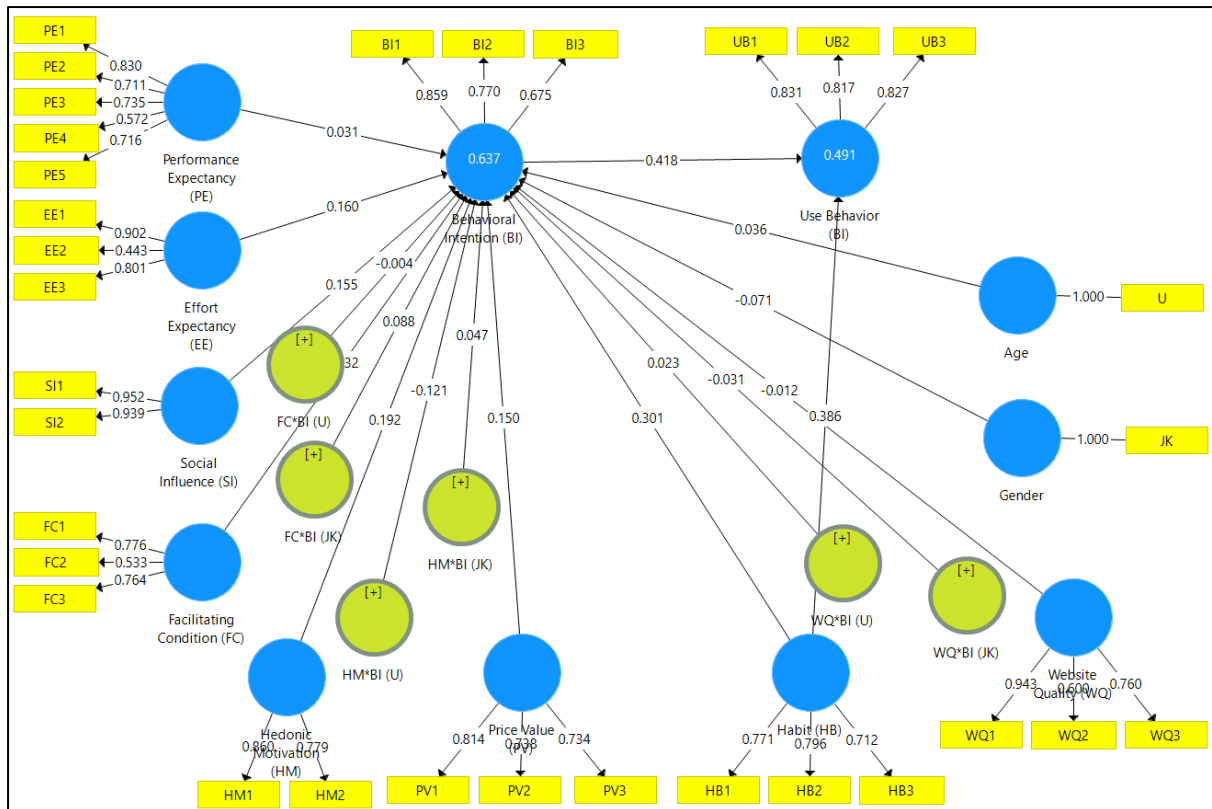 PE1
PE2
PE3
PE4
PE5
0.830
0.711
0.735
0.572
0.716
Performance
Expectancy
(PE)
BI1
BI2
BI3
0.859
0.770
0.675
0.637
Behavioral
Intention (BI)
UB1
UB2
UB3
0.831
0.817
0.827
0.491
Use Behavior
(BI)
0.031
0.418
EE1
EE2
EE3
0.902
0.443
0.801
Effort
Expectancy
(EE)
0.160
0.036
Age
1.000
U
-0.071
Gender
1.000
JK
0.155
-0.004
0.088
32
0.047
-0.121
0.192
0.150
0.301
0.023
-0.031
-0.012
0.386
SI1
SI2
0.952
0.939
Social
Influence (SI)
[+]
FC*BI (U)
[+]
FC*BI (JK)
[+]
HM*BI (JK)
[+]
HM*BI (U)
[+]
WQ*BI (U)
[+]
WQ*BI (JK)
FC1
FC2
FC3
0.776
0.533
0.764
Facilitating
Condition (FC)
Hedonic
Motivation
(HM)
0.860
0.779
HM1
HM2
Price Value
(PV)
0.814
0.738
0.734
PV1
PV2
PV3
Habit (HB)
0.771
0.796
0.712
HB1
HB2
HB3
Website
Quality (WQ)
0.943
0.600
0.760
WQ1
WQ2
WQ3